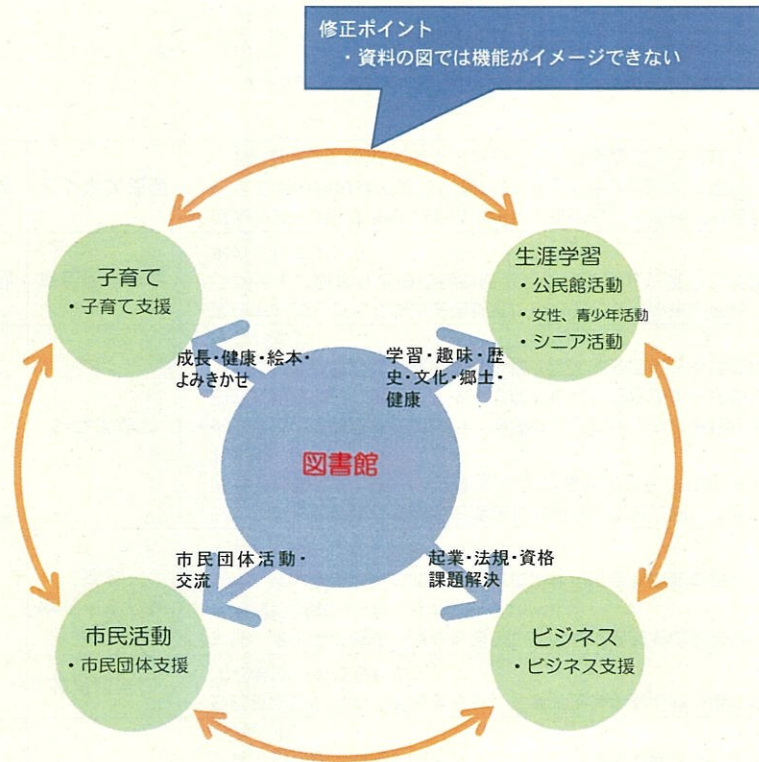 修正ポイント
・資料の図では機能がイメージできない
子育て
・子育て支援
生涯学習
・公民館活動
・女性、青少年活動
・シニア活動
成長・健康・絵本・
よみきかせ
学習・趣味・歴
史・文化・郷土・
健康
図書館
市民団体活動・
交流
起業・法規・資格
課題解決
市民活動
・市民団体支援
ビジネス
・ビジネス支援